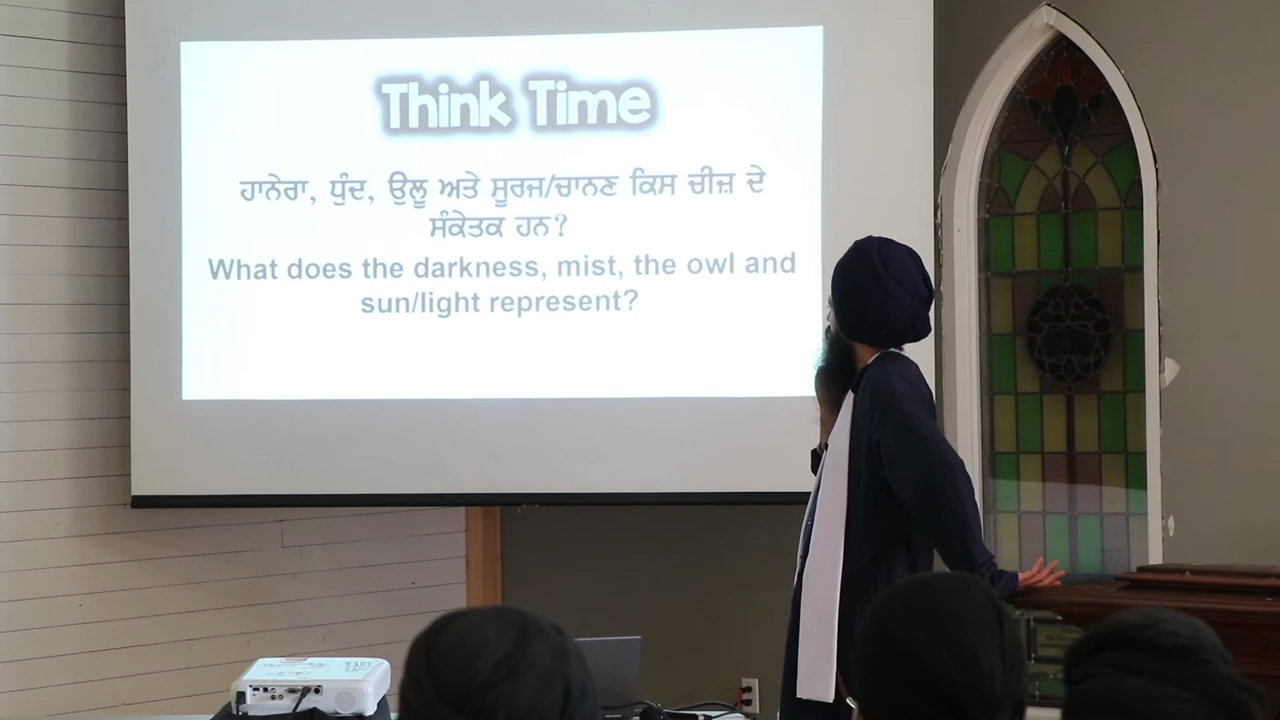 Think Time
ਹਾਨੇਰਾ, ਧੁੰਦ, ਉਲੂ ਅਤੇ ਸੂਰਜ/ਚਾਨਣ ਕਿਸ ਚੀਜ਼ ਦੇ
ਸੰਕੇਤਕ ਹਨ?
What does the darkness, mist, the owl and
sun/light represent?